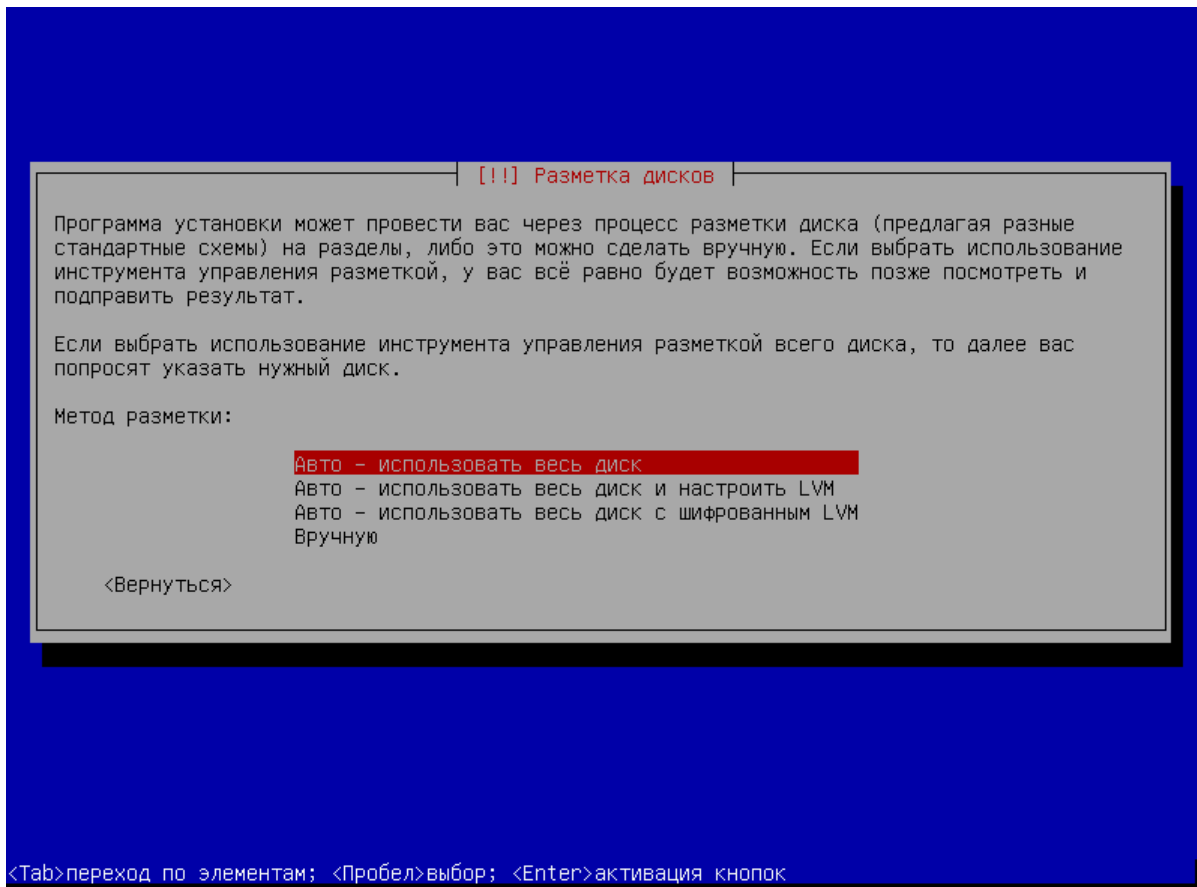 [!!] Разметка дисков
Программа установки может провести вас через процесс разметки диска (предлагая разные
стандартные схемы) на разделы, либо это можно сделать вручную. Если выбрать использование
инструмента управления разметкой, у вас всё равно будет возможность позже посмотреть и
подправить результат.
Если выбрать использование инструмента управления разметкой всего диска, то далее вас
попросят указать нужный диск.
Метод разметки:
Авто – использовать весь диск
Авто – использовать весь диск и настроить LVM
Авто – использовать весь диск с шифрованным LVM
Вручную
<Вернуться>
<Tab>переход по элементам; <Пробел>выбор; <Enter>активация кнопок